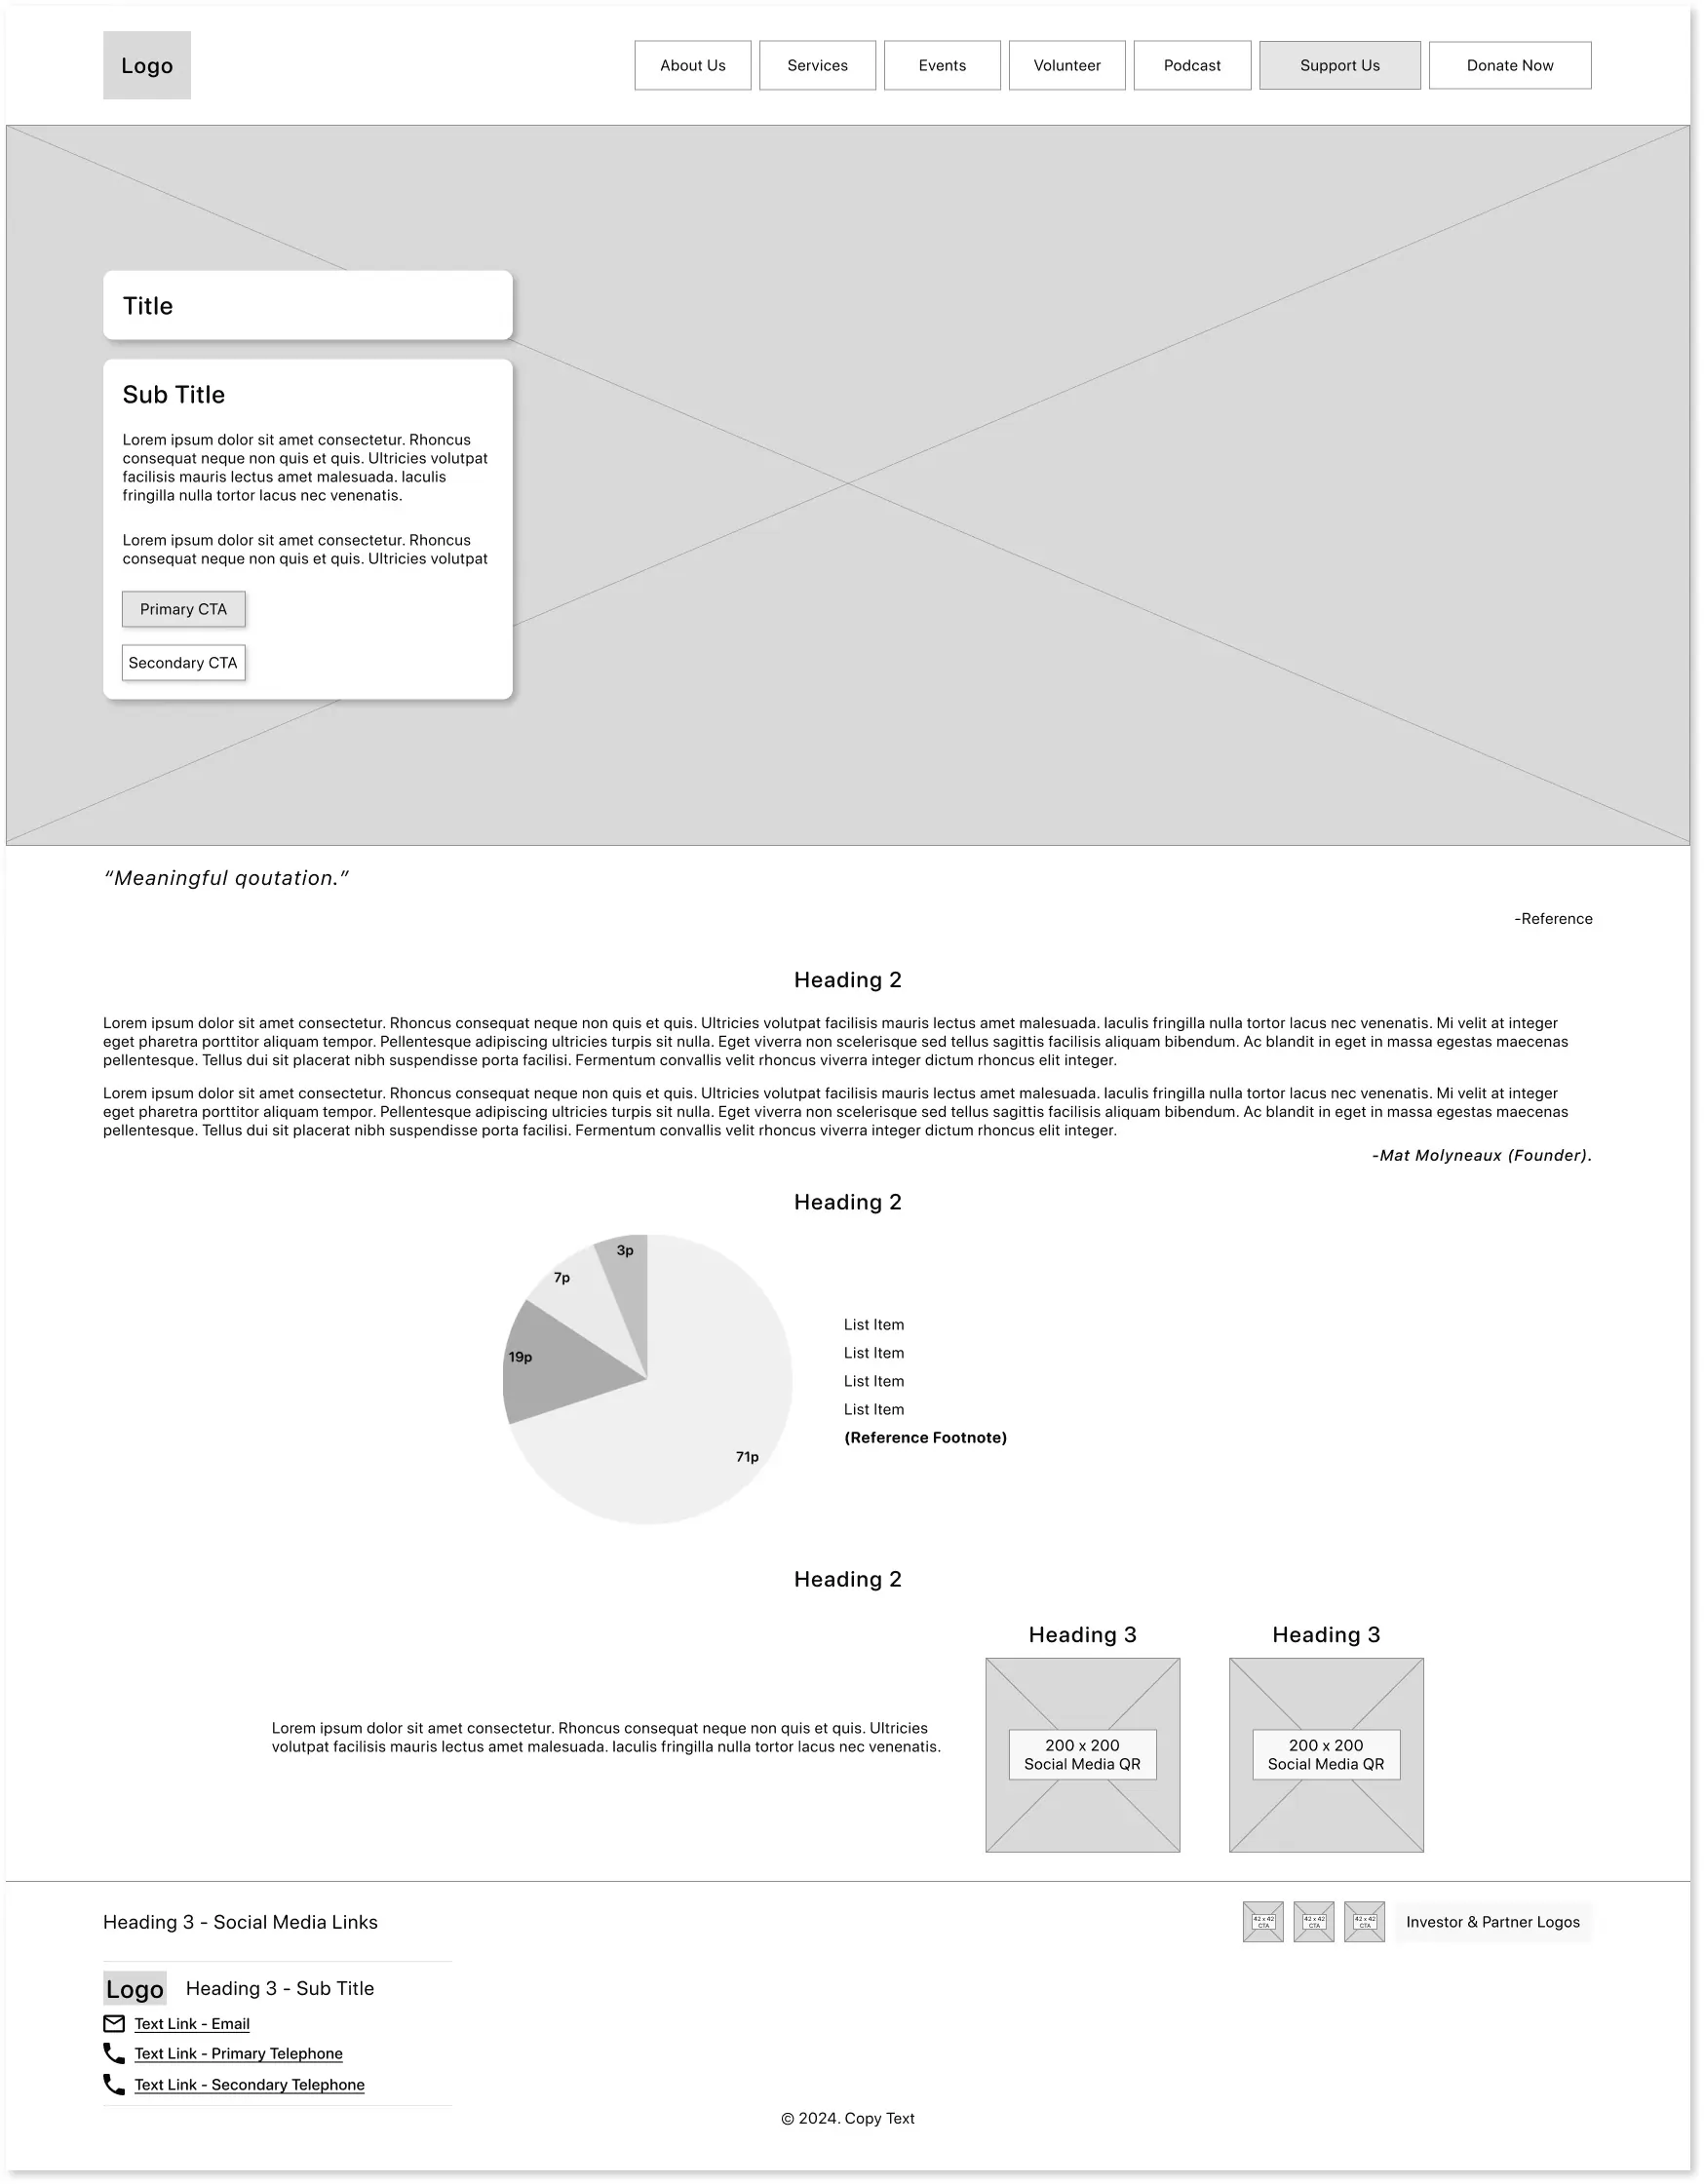 Logo
About Us
Services
Events
Volunteer
Podcast
Support Us
Donate Now
Title
Sub Title
Lorem ipsum dolor sit amet consectetur. Rhoncus
consequat neque non quis et quis. Ultricies volutpat
facilisis mauris lectus amet malesuada. Iaculis
fringilla nulla tortor lacus nec venenatis.
Lorem ipsum dolor sit amet consectetur. Rhoncus
consequat neque non quis et quis. Ultricies volutpat
Primary CTA
Secondary CTA
“Meaningful qoutation.”
-Reference
Heading 2
Lorem ipsum dolor sit amet consectetur. Rhoncus consequat neque non quis et quis. Ultricies volutpat facilisis mauris lectus amet malesuada. Iaculis fringilla nulla tortor lacus nec venenatis. Mi velit at integer
eget pharetra porttitor aliquam tempor. Pellentesque adipiscing ultricies turpis sit nulla. Eget viverra non scelerisque sed tellus sagittis facilisis aliquam bibendum. Ac blandit in eget in massa egestas maecenas
pellentesque. Tellus dui sit placerat nibh suspendisse porta facilisi. Fermentum convallis velit rhoncus viverra integer dictum rhoncus elit integer.
Lorem ipsum dolor sit amet consectetur. Rhoncus consequat neque non quis et quis. Ultricies volutpat facilisis mauris lectus amet malesuada. Iaculis fringilla nulla tortor lacus nec venenatis. Mi velit at integer
eget pharetra porttitor aliquam tempor. Pellentesque adipiscing ultricies turpis sit nulla. Eget viverra non scelerisque sed tellus sagittis facilisis aliquam bibendum. Ac blandit in eget in massa egestas maecenas
pellentesque. Tellus dui sit placerat nibh suspendisse porta facilisi. Fermentum convallis velit rhoncus viverra integer dictum rhoncus elit integer.
-Mat Molyneaux (Founder).
Heading 2
3p
7p
19p
71p
List Item
List Item
List Item
List Item
(Reference Footnote)
Heading 2
Lorem ipsum dolor sit amet consectetur. Rhoncus consequat neque non quis et quis. Ultricies
volutpat facilisis mauris lectus amet malesuada. Iaculis fringilla nulla tortor lacus nec venenatis.
Heading 3
200 x 200
Social Media QR
Heading 3
200 x 200
Social Media QR
Heading 3 - Social Media Links
42 x 42
CTA
42 x 42
CTA
42 x 42
CTA
Investor & Partner Logos
Logo
Heading 3 - Sub Title
Text Link - Email
Text Link - Primary Telephone
Text Link - Secondary Telephone
© 2024. Copy Text